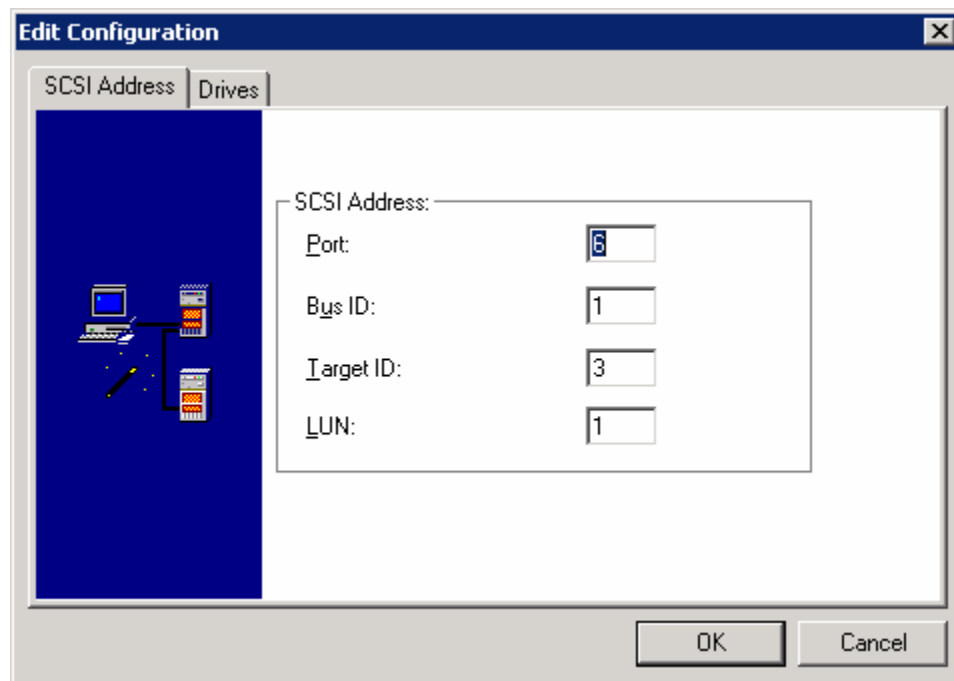 Edit Configuration
SCSI Address Drives
SCSI Address:
Port: 6
Bus ID: 1
Target ID: 3
LUN: 1
OK Cancel